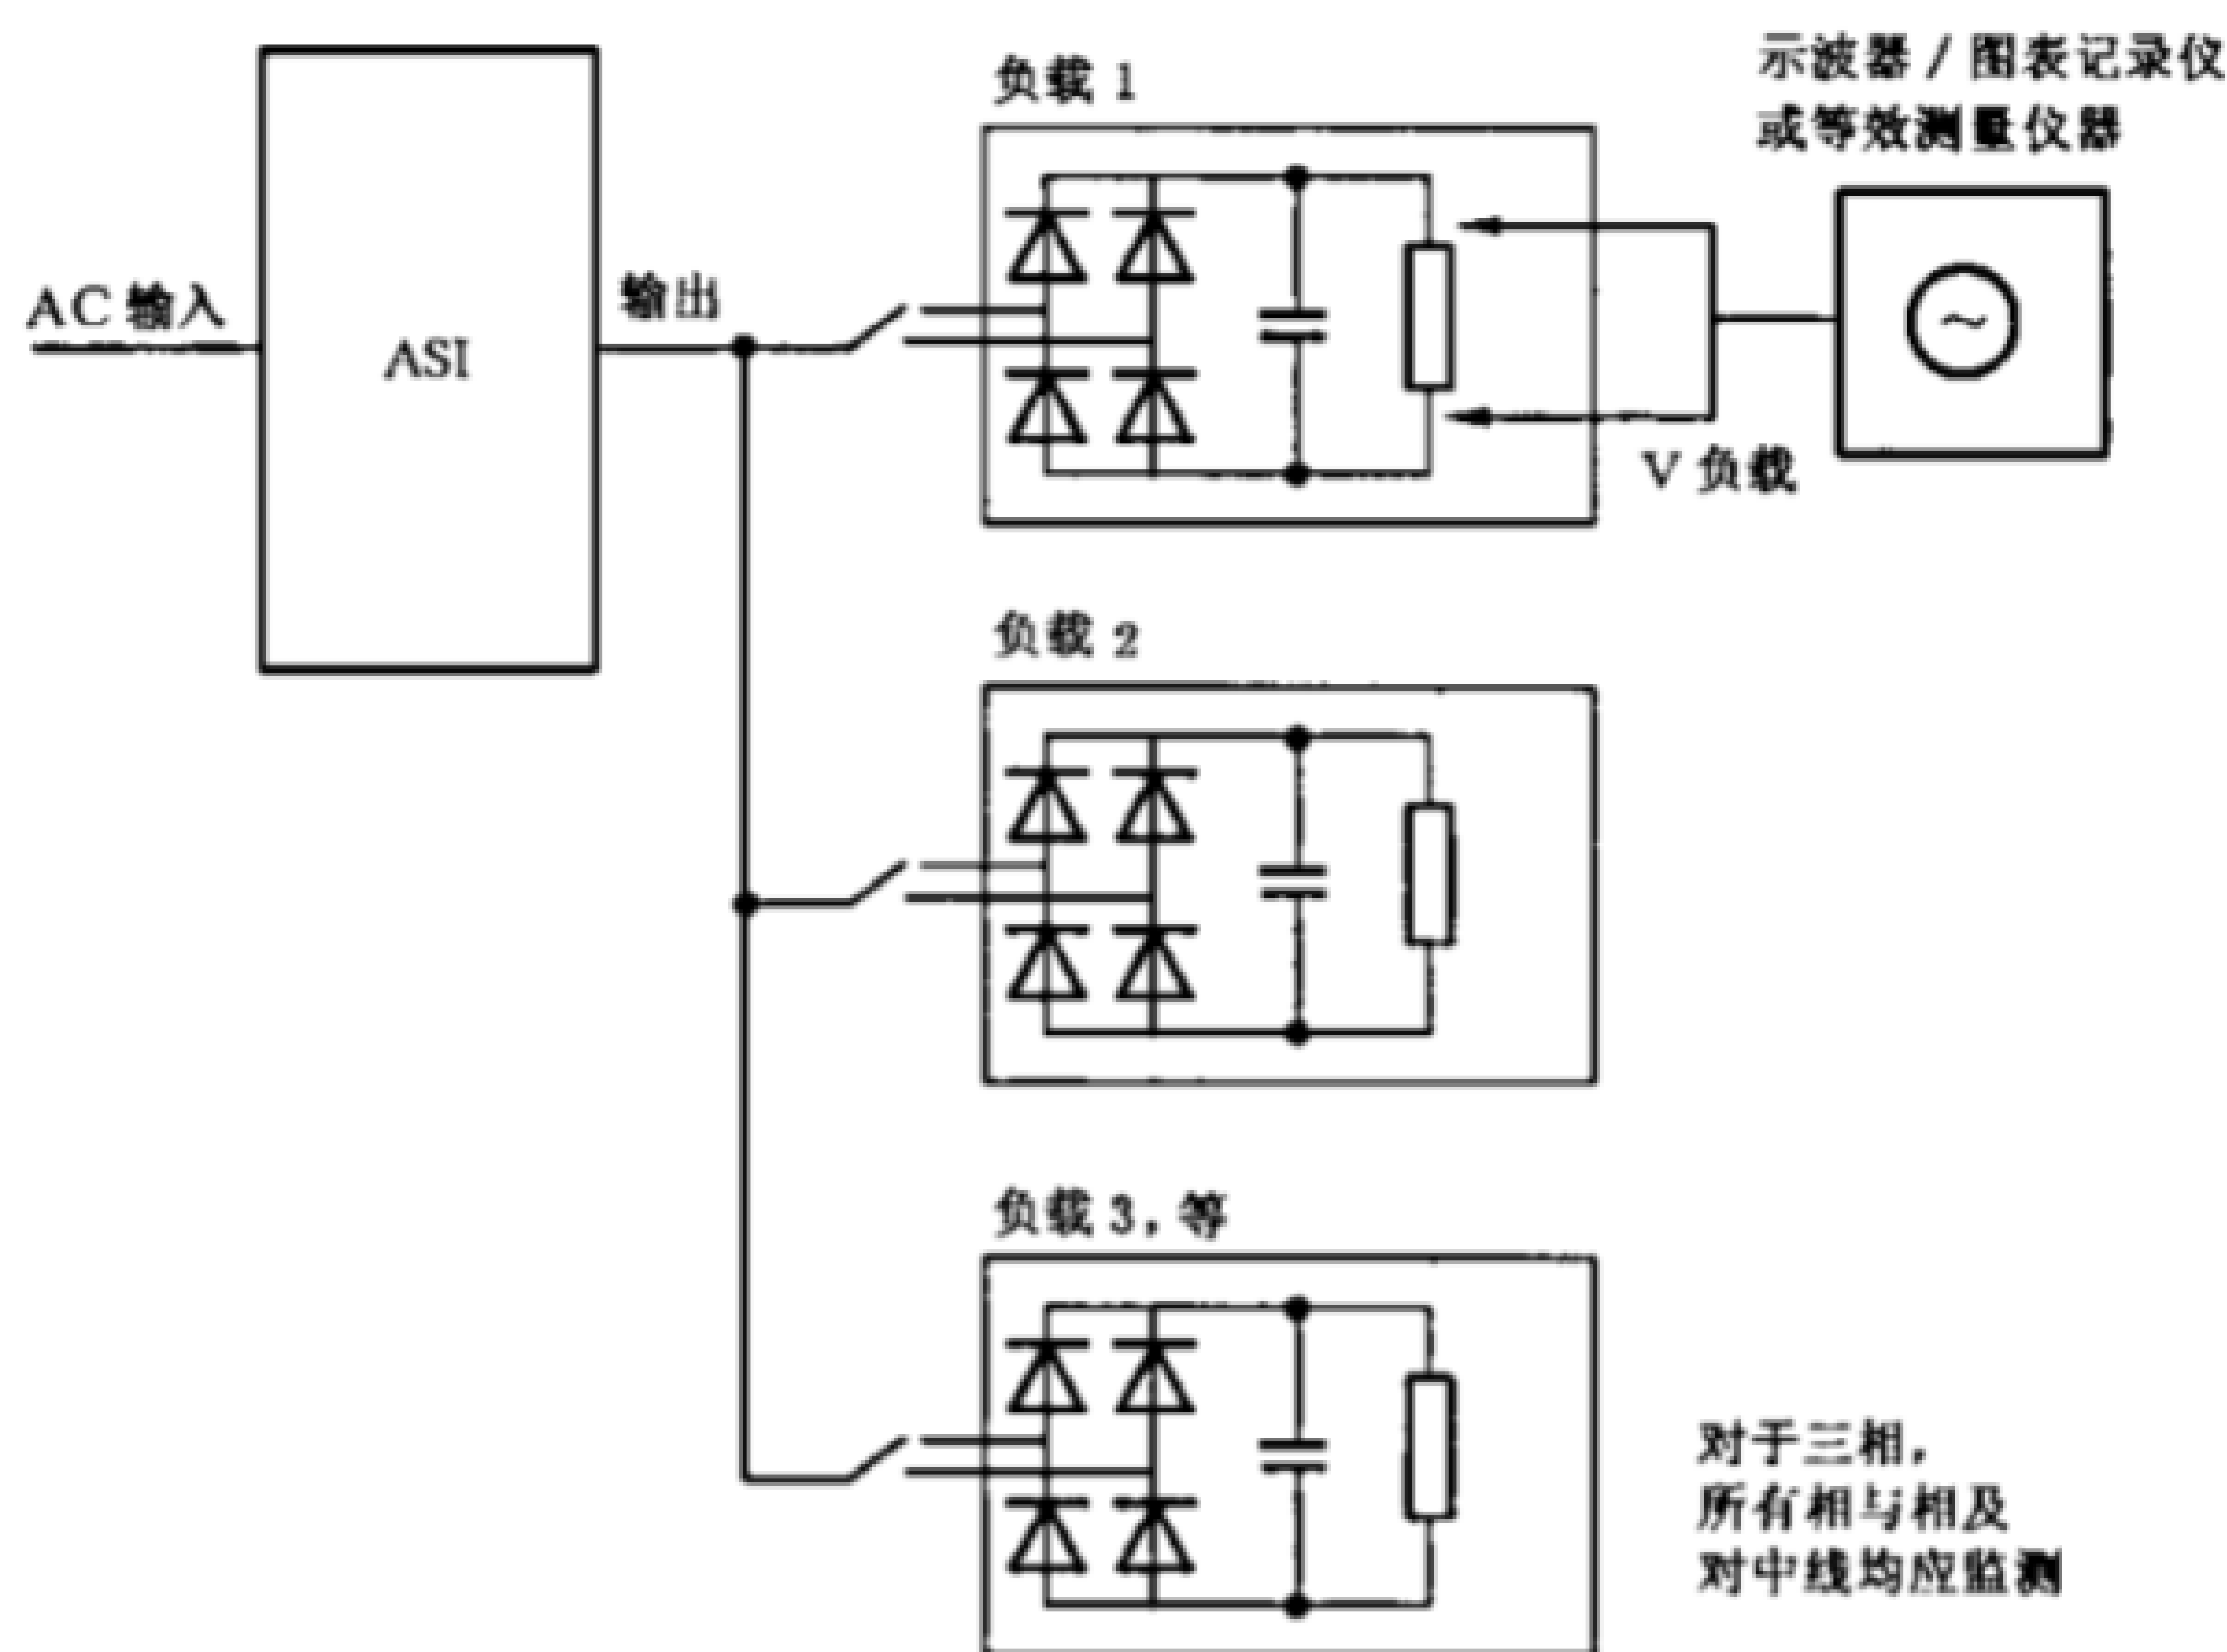 示波器 / 图表记录仪
或等效测量仪器
负载 1
AC 输入
ASI
输出
V 负载
负载 2
负载 3, 等
对于三相,
所有相与相及
对中线均应监测